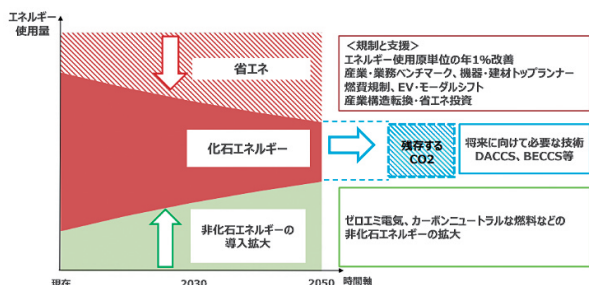 エネルギー
使用量
省エネ
化石エネルギー
非化石エネルギーの
導入拡大
現在
2030
2050
時間軸
＜規制と支援＞
エネルギー使用原単位の年1%改善
産業・業務ベンチマーク、機器・建材トップランナー
燃費規制、EV・モーダルシフト
産業構造転換・省エネ投資
残存する
CO2
将来に向けて必要な技術
DACCS、BECCS等
ゼロエミ電気、カーボンニュートラルな燃料などの
非化石エネルギーの拡大